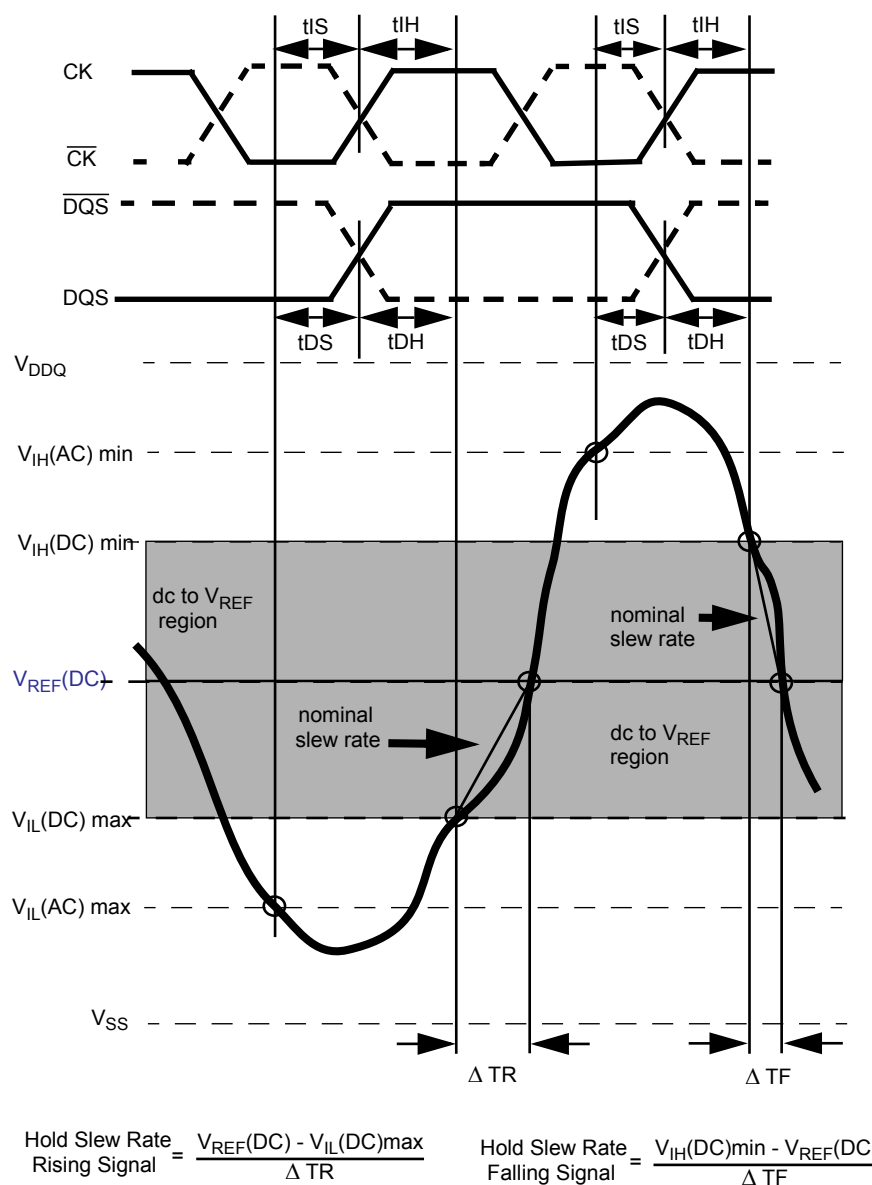 tIS tIH tIS tIH
CK
CK
DQS
DQS
tDS tDH tDS tDH
VDDQ
VIH(AC) min
VIH(DC) min
dc to VREF
region
nominal
slew rate
VREF(DC)
nominal
slew rate
dc to VREF
region
VIL(DC) max
VIL(AC) max
VSS
Δ TR Δ TF
Hold Slew Rate
Rising Signal
=
VREF(DC) - VIL(DC)max
Δ TR
Hold Slew Rate
Falling Signal
=
VIH(DC)min - VREF(DC
Δ TF